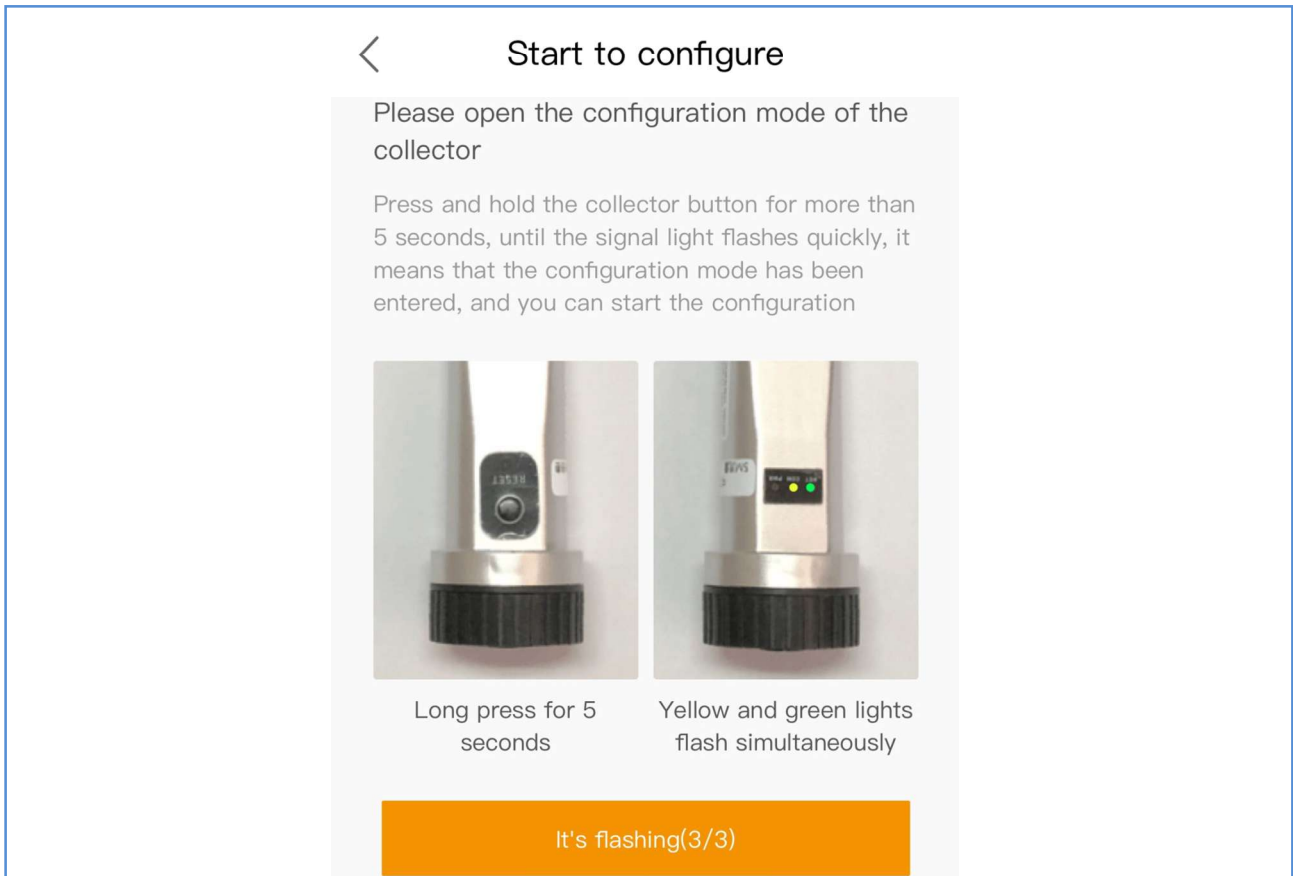 Start to configure
Please open the configuration mode of the
collector
Press and hold the collector button for more than
5 seconds, until the signal light flashes quickly, it
means that the configuration mode has been
entered, and you can start the configuration
RESET
NET COM PWR
Long press for 5
seconds
Yellow and green lights
flash simultaneously
It's flashing(3/3)